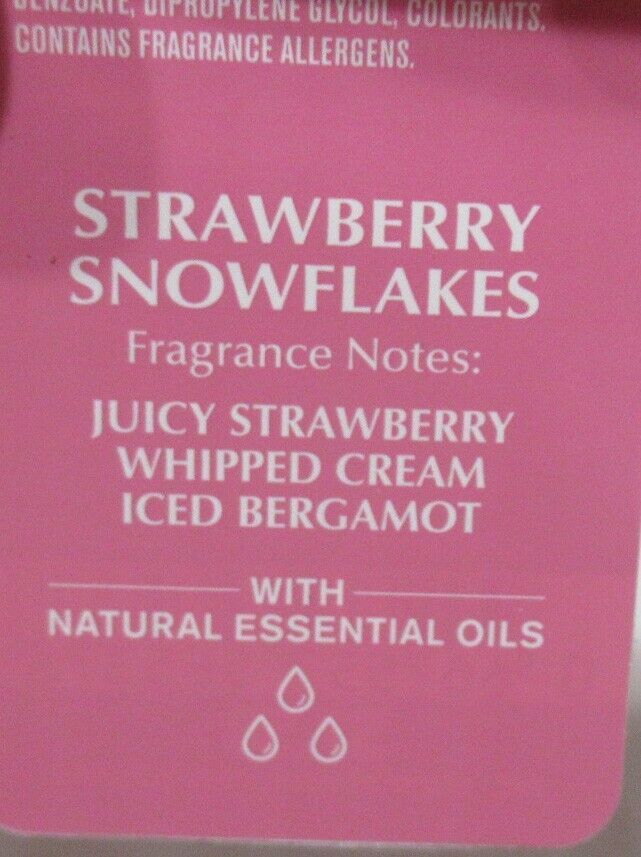 BENZOATE, DIPROPYLENE GLYCOL, COLORANTS.
CONTAINS FRAGRANCE ALLERGENS.
STRAWBERRY
SNOWFLAKES
Fragrance Notes:
JUICY STRAWBERRY
WHIPPED CREAM
ICED BERGAMOT
WITH
NATURAL ESSENTIAL OILS